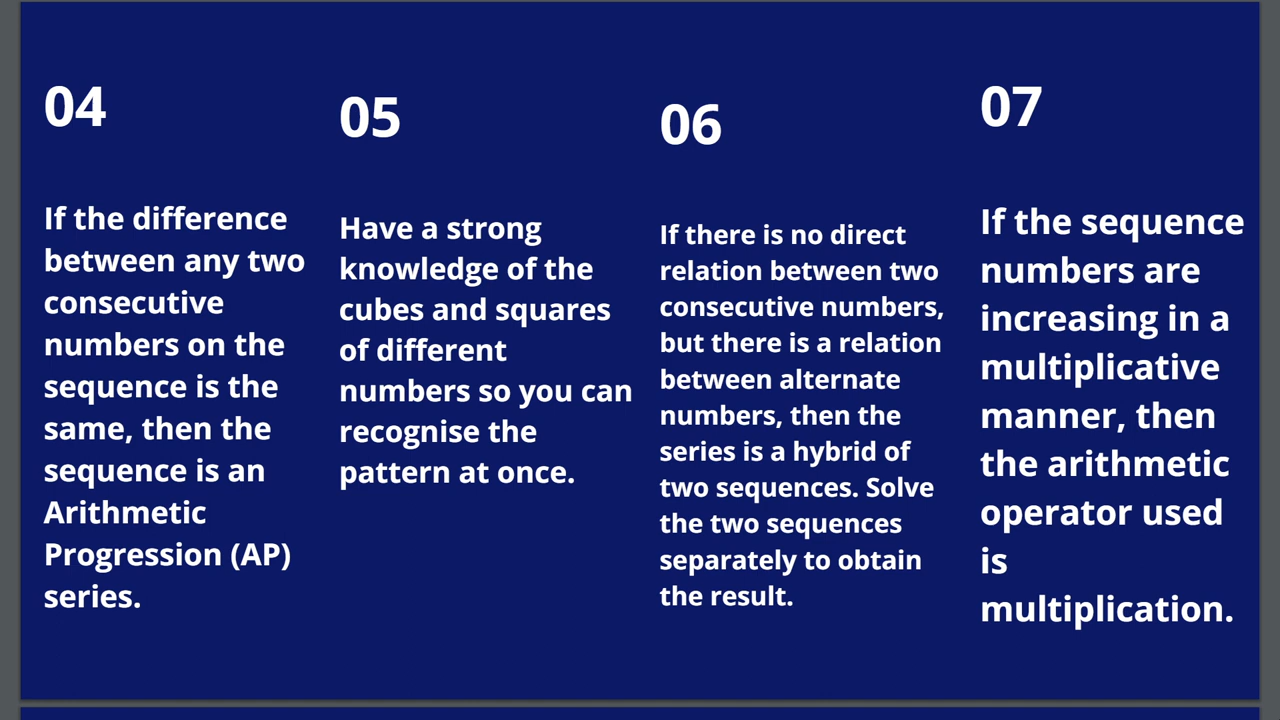 04
If the difference
between any two
consecutive
numbers on the
sequence is the
same, then the
sequence is an
Arithmetic
Progression (AP)
series.
05
Have a strong
knowledge of the
cubes and squares
of different
numbers so you can
recognise the
pattern at once.
06
If there is no direct
relation between two
consecutive numbers,
but there is a relation
between alternate
numbers, then the
series is a hybrid of
two sequences. Solve
the two sequences
separately to obtain
the result.
07
If the sequence
numbers are
increasing in a
multiplicative
manner, then
the arithmetic
operator used
is
multiplication.